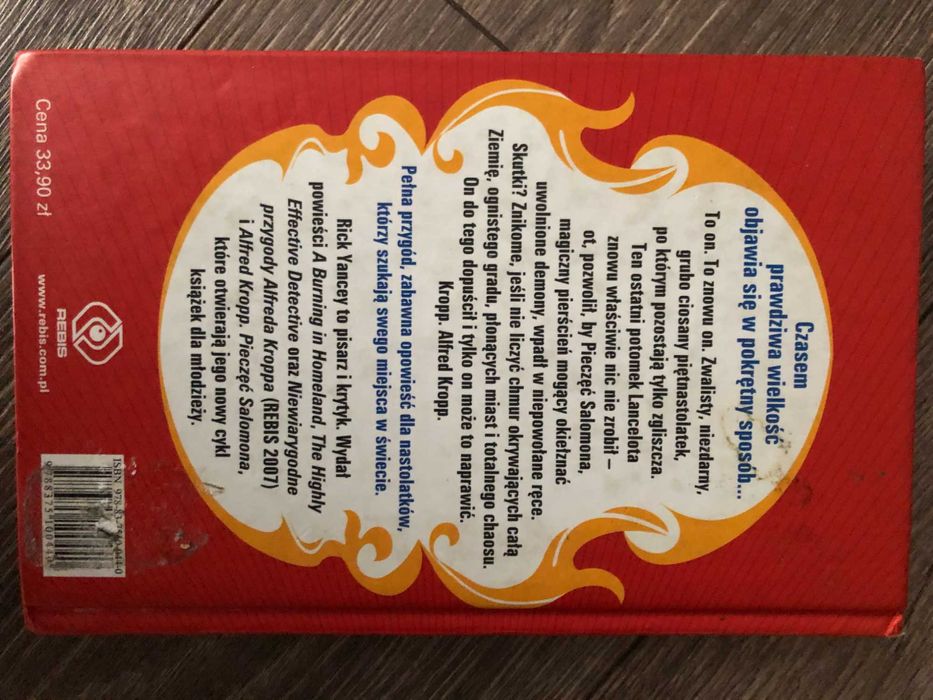 Czasem
prawdziwa wielkość
objawia się w pokrętny sposób...
To on. To znowu on. Zwalisty, niezdarny,
grubo ciosany piętnastolatek,
po którym pozostają tylko zgliszcza.
Ten ostatni potomek Lancelota
znowu właściwie nic nie zrobił –
ot, pozwolił, by Pieczęć Salomona,
magiczny pierścień mogący okiełznać
uwolnione demony, wpadł w niepowołane ręce.
Skutki? Znikome, jeśli nie liczyć chmur okrywających całą
Ziemię, ognistego gradu, płonących miast i totalnego chaosu.
On do tego dopuścił i tylko on może to naprawić.
Kropp. Alfred Kropp.
Pełna przygód, zabawna opowieść dla nastolatków,
którzy szukają swego miejsca w świecie.
Rick Yancey to pisarz i krytyk. Wydał
powieści A Burning in Homeland, The Highly
Effective Detective oraz Niewiarygodne
przygody Alfreda Kroppa (REBIS 2007)
i Alfred Kropp. Pieczęć Salomona,
które otwierają jego nowy cykl
książek dla młodzieży.
Cena 33,90 zł
REBIS
www.rebis.com.pl
ISBN